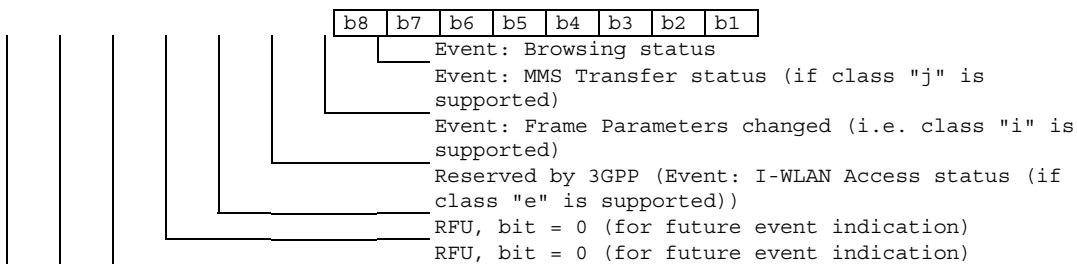 b8 b7 b6 b5 b4 b3 b2 b1
Event: Browsing status
Event: MMS Transfer status (if class "j" is
supported)
Event: Frame Parameters changed (i.e. class "i" is
supported)
Reserved by 3GPP (Event: I-WLAN Access status (if
class "e" is supported))
RFU, bit = 0 (for future event indication)
RFU, bit = 0 (for future event indication)